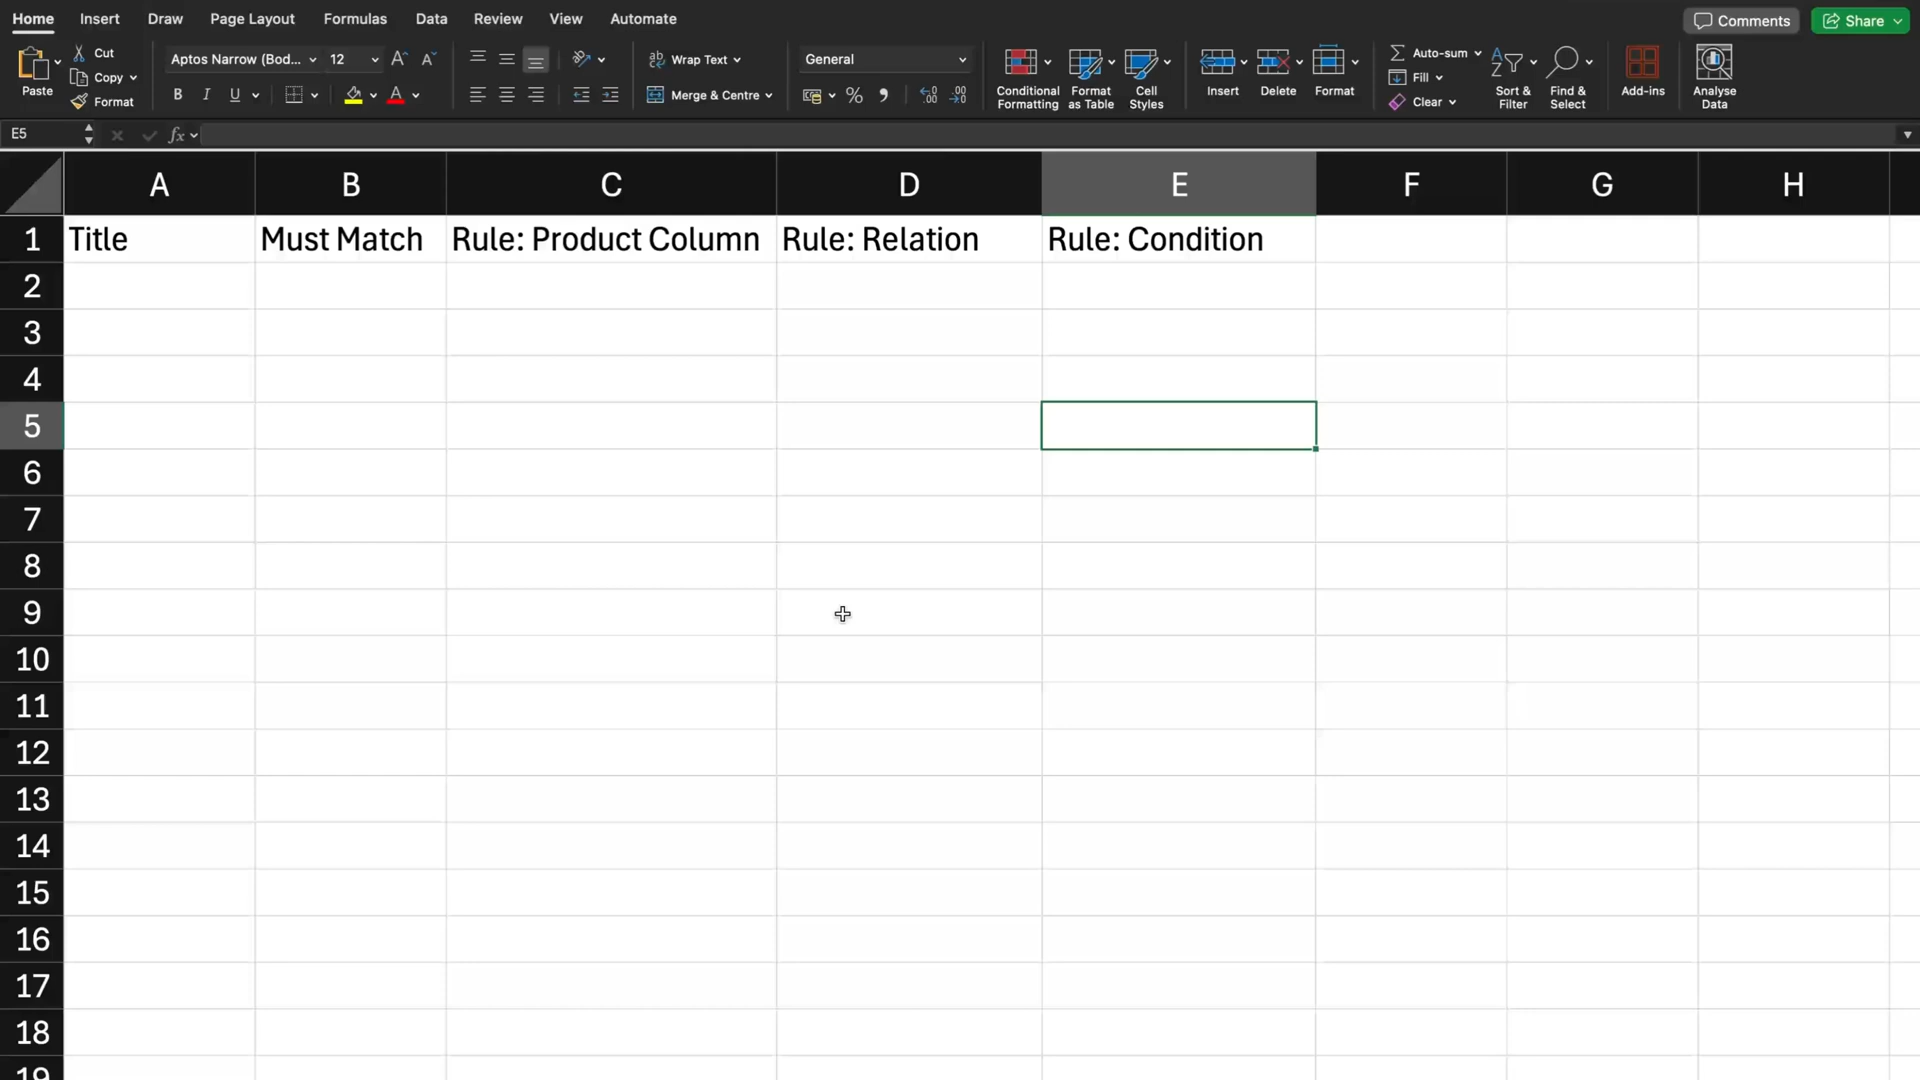 Home Insert Draw Page Layout Formulas Data Review View Automate Comments Share
Paste Cut Copy Format
Aptos Narrow (Bod... 12
B I U A
ab Wrap Text
Merge & Centre
General
% 9
Conditional Formatting
Format as Table
Cell Styles
Insert Delete Format
Auto-sum
Fill
Clear
Sort & Filter
Find & Select
Add-ins
Analyse Data
E5 fx
A B C D E F G H
1 Title Must Match Rule: Product Column Rule: Relation Rule: Condition
2
3
4
5
6
7
8
9
10
11
12
13
14
15
16
17
18
19